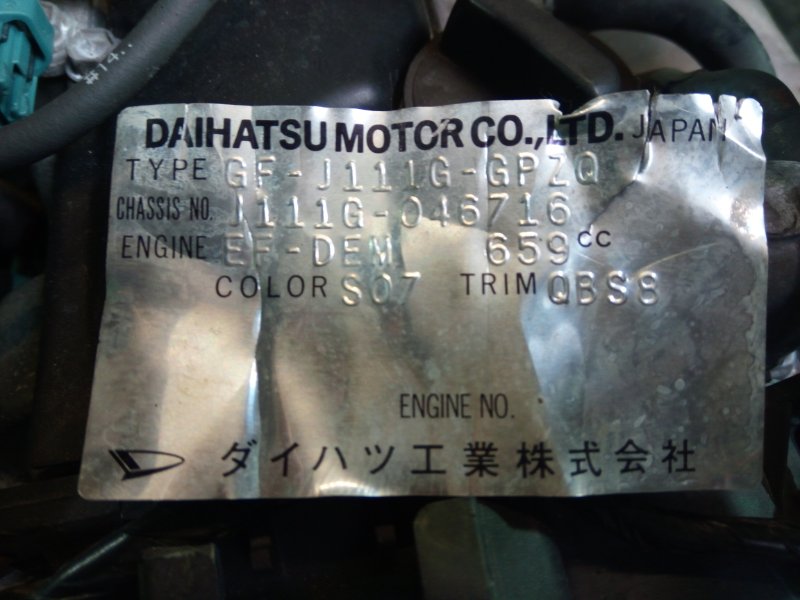 #14..
DAIHATSU MOTOR CO.,LTD. JAPAN
TYPE GF-J111G-GPZQ
CHASSIS NO. J111G-046716
ENGINE EF-DEM 659cc
COLOR S07 TRIM QBS8
ENGINE NO.
ダイハツ工業株式会社